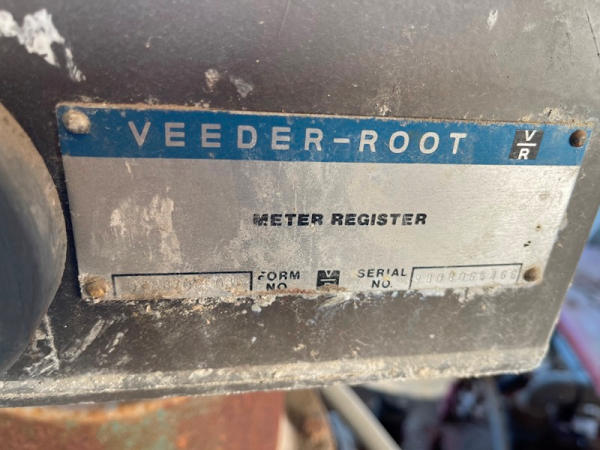 VEEDER-ROOT V/R
METER REGISTER
FORM NO. V/R SERIAL NO.